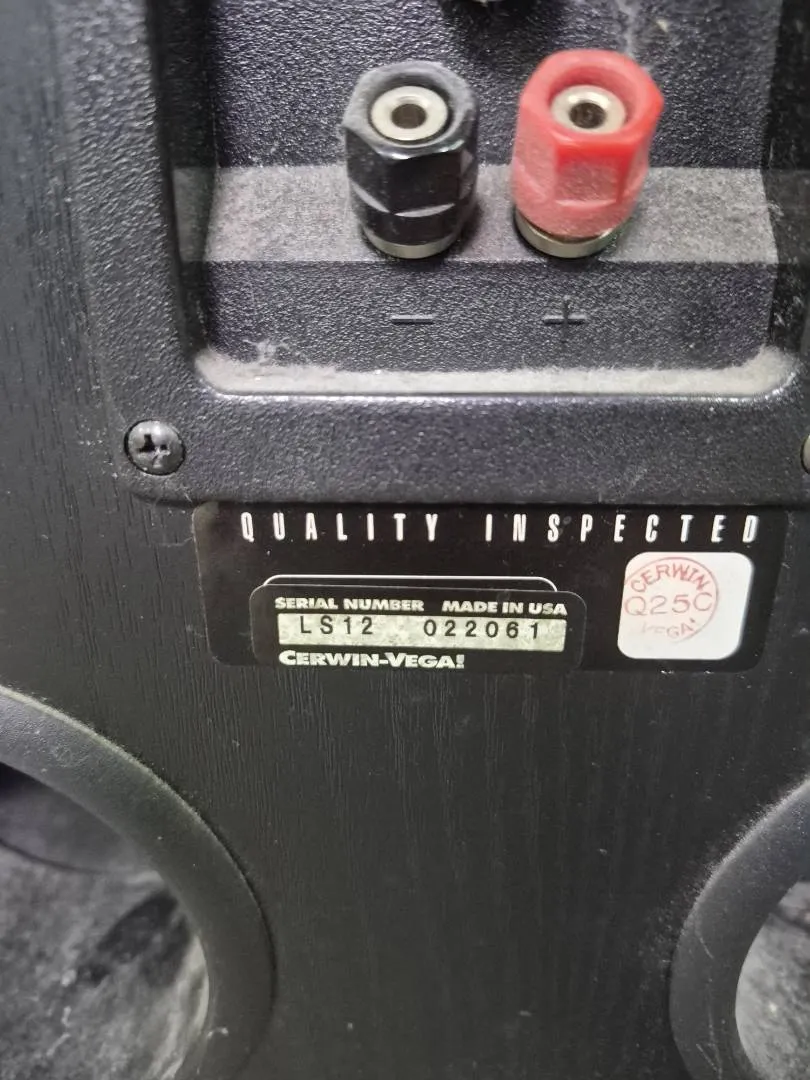 − +
QUALITY INSPECTED
SERIAL NUMBER MADE IN USA
LS12 022061
CERWIN-VEGA!
CERWIN
Q25C
VEGA!